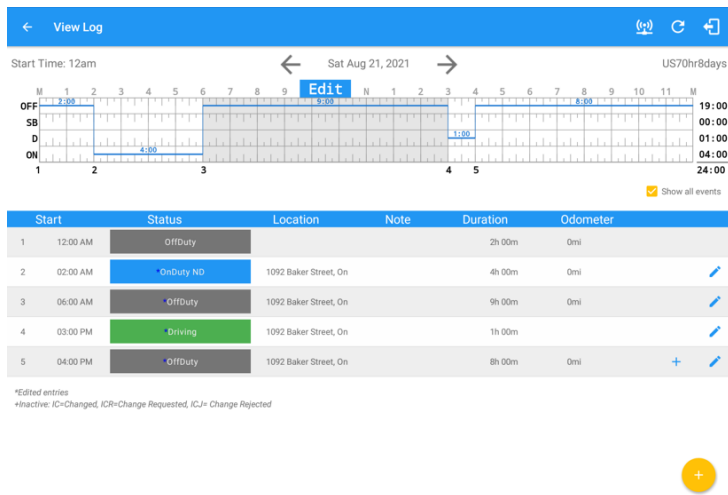 View Log
Start Time: 12am Sat Aug 21, 2021 US70hr8days
Edit
M 1 2 3 4 5 6 7 8 9 N 1 2 3 4 5 6 7 8 9 10 11 M
OFF 2:00 9:00 8:00 19:00
SB 00:00
D 1:00 01:00
ON 4:00 04:00
1 2 3 4 5 24:00
Show all events
Start Status Location Note Duration Odometer
1 12:00 AM OffDuty 2h 00m 0mi
2 02:00 AM *OnDuty ND 1092 Baker Street, On 4h 00m 0mi
3 06:00 AM *OffDuty 1092 Baker Street, On 9h 00m 0mi
4 03:00 PM *Driving 1092 Baker Street, On 1h 00m
5 04:00 PM *OffDuty 1092 Baker Street, On 8h 00m 0mi
*Edited entries
+Inactive: IC=Changed, ICR=Change Requested, ICJ= Change Rejected